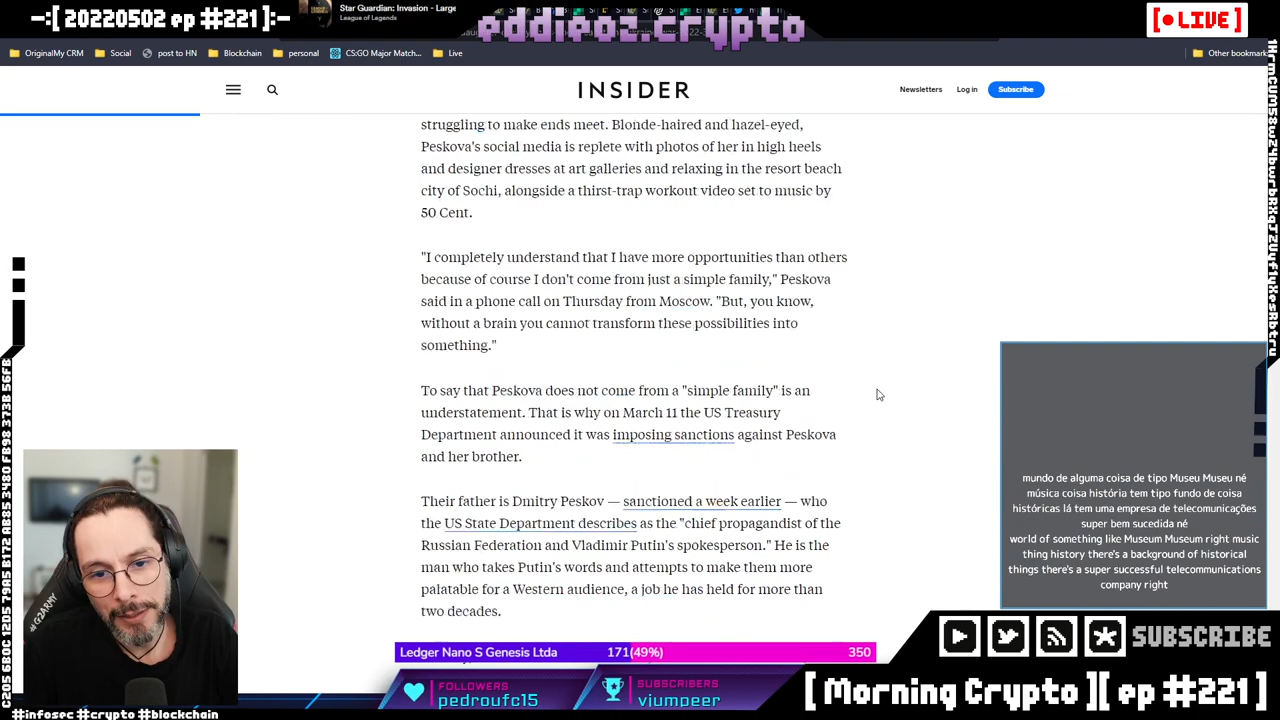 -:[ 20220502 ep #221 ]:-
Star Guardian: Invasion - Large
League of Legends
oddis03.crypto
[ LIVE ]
OriginalMy CRM
Social
post to HN
Blockchain
personal
CS:GO Major Match...
Live
Other bookmark
INSIDER
Newsletters
Log in
Subscribe
struggling to make ends meet. Blonde-haired and hazel-eyed,
Peskova's social media is replete with photos of her in high heels
and designer dresses at art galleries and relaxing in the resort beach
city of Sochi, alongside a thirst-trap workout video set to music by
50 Cent.
"I completely understand that I have more opportunities than others
because of course I don't come from just a simple family," Peskova
said in a phone call on Thursday from Moscow. "But, you know,
without a brain you cannot transform these possibilities into
something."
To say that Peskova does not come from a "simple family" is an
understatement. That is why on March 11 the US Treasury
Department announced it was imposing sanctions against Peskova
and her brother.
Their father is Dmitry Peskov — sanctioned a week earlier — who
the US State Department describes as the "chief propagandist of the
Russian Federation and Vladimir Putin's spokesperson." He is the
man who takes Putin's words and attempts to make them more
palatable for a Western audience, a job he has held for more than
two decades.
mundo de alguma coisa de tipo Museu Museu né
música coisa história tem tipo fundo de coisa
históricas lá tem uma empresa de telecomunicações
super bem sucedida né
world of something like Museum Museum right music
thing history there's a background of historical
things there's a super successful telecommunications
company right
Ledger Nano S Genesis Ltda
171(49%)
350
FOLLOWERS
pedroufc15
SUBSCRIBERS
vjumpeer
SUBSCRIBE
[ Morning Crypto ][ ep #221 ]
#infosec #crypto #blockchain